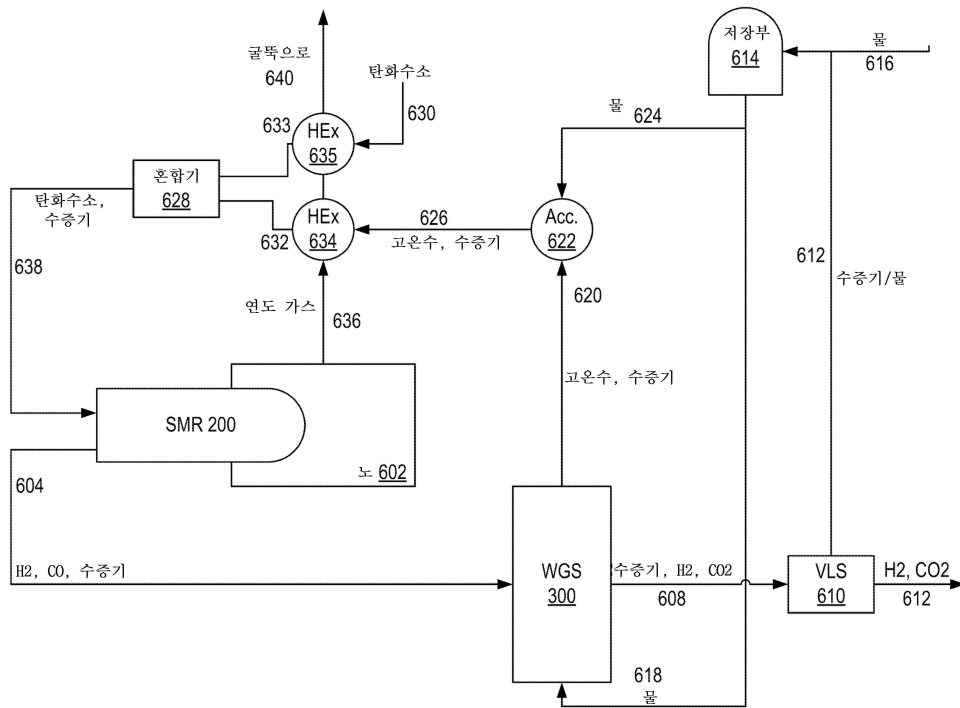 굴뚝으로
640
탄화수소
630
633
HEx
635
혼합기
628
632
HEx
634
탄화수소,
수증기
638
626
고온수, 수증기
Acc.
622
물
624
저장부
614
물
616
612
수증기/물
620
연도 가스
636
고온수, 수증기
SMR 200
노 602
604
H2, CO, 수증기
WGS
300
수증기, H2, CO2
608
VLS
610
H2, CO2
612
618
물